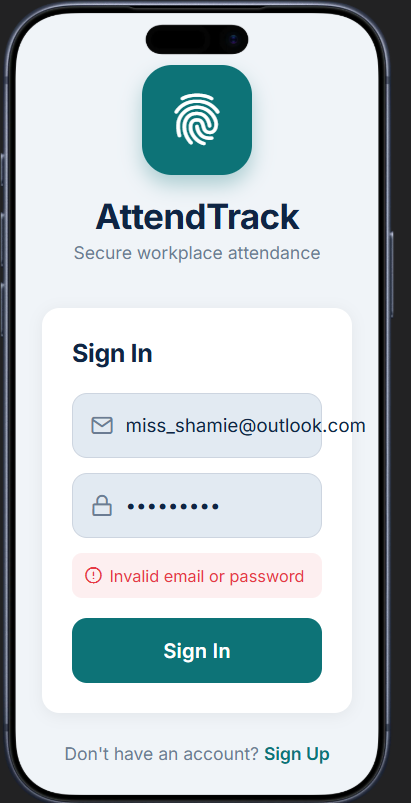 AttendTrack
Secure workplace attendance
Sign In
miss_shamie@outlook.com
•••••••••
Invalid email or password
Sign In
Don't have an account? Sign Up